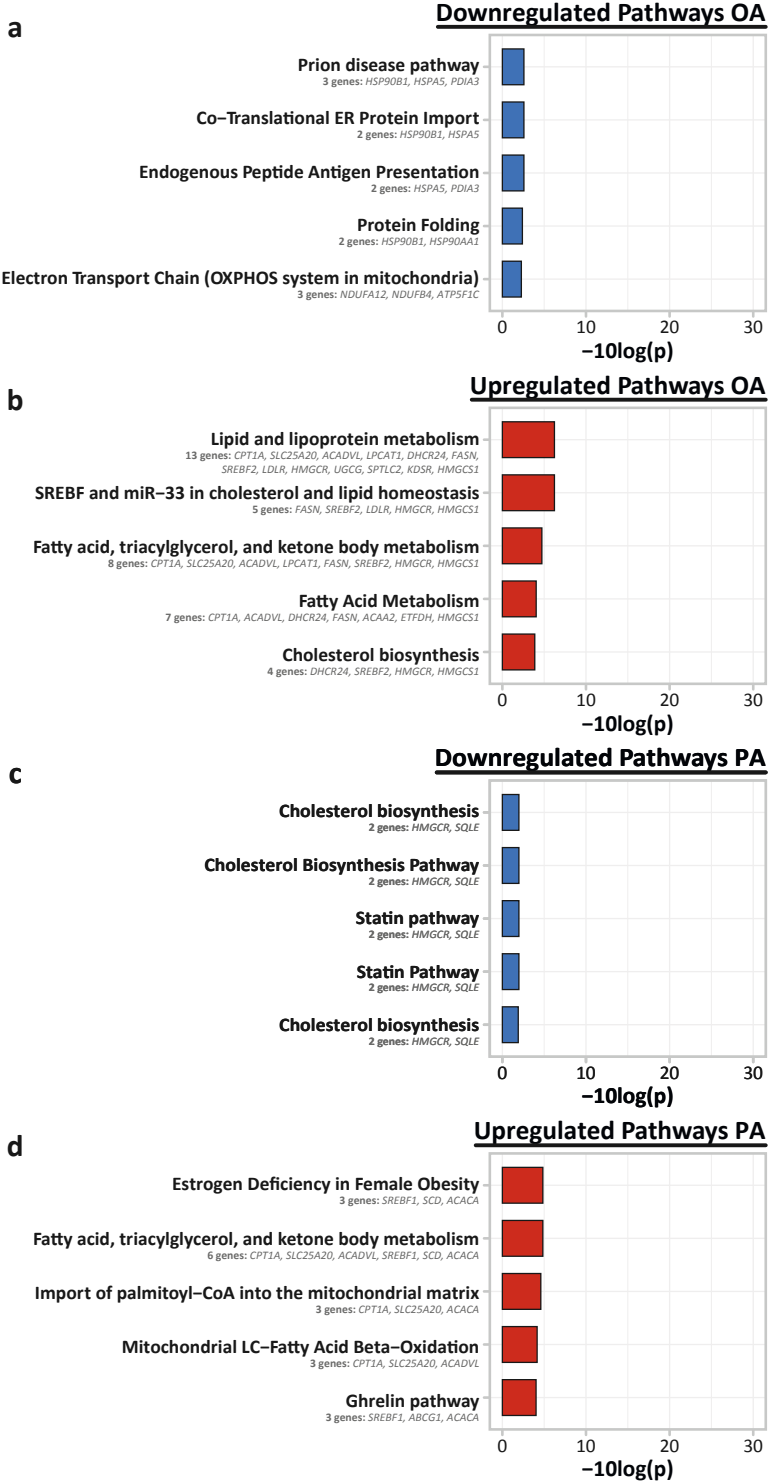 a
Downregulated Pathways OA
Prion disease pathway
3 genes: HSP90B1, HSPA5, PDIA3
Co−Translational ER Protein Import
2 genes: HSP90B1, HSPA5
Endogenous Peptide Antigen Presentation
2 genes: HSPA5, PDIA3
Protein Folding
2 genes: HSP90B1, HSP90AA1
Electron Transport Chain (OXPHOS system in mitochondria)
3 genes: NDUFA12, NDUFB4, ATP5F1C
0 10 20 30
−10log(p)
b
Upregulated Pathways OA
Lipid and lipoprotein metabolism
13 genes: CPT1A, SLC25A20, ACADVL, LPCAT1, DHCR24, FASN,
SREBF2, LDLR, HMGCR, UGCG, SPTLC2, KDSR, HMGCS1
SREBF and miR−33 in cholesterol and lipid homeostasis
5 genes: FASN, SREBF2, LDLR, HMGCR, HMGCS1
Fatty acid, triacylglycerol, and ketone body metabolism
8 genes: CPT1A, SLC25A20, ACADVL, LPCAT1, FASN, SREBF2, HMGCR, HMGCS1
Fatty Acid Metabolism
7 genes: CPT1A, ACADVL, DHCR24, FASN, ACAA2, ETFDH, HMGCS1
Cholesterol biosynthesis
4 genes: DHCR24, SREBF2, HMGCR, HMGCS1
0 10 20 30
−10log(p)
c
Downregulated Pathways PA
Cholesterol biosynthesis
2 genes: HMGCR, SQLE
Cholesterol Biosynthesis Pathway
2 genes: HMGCR, SQLE
Statin pathway
2 genes: HMGCR, SQLE
Statin Pathway
2 genes: HMGCR, SQLE
Cholesterol biosynthesis
2 genes: HMGCR, SQLE
0 10 20 30
−10log(p)
d
Upregulated Pathways PA
Estrogen Deficiency in Female Obesity
3 genes: SREBF1, SCD, ACACA
Fatty acid, triacylglycerol, and ketone body metabolism
6 genes: CPT1A, SLC25A20, ACADVL, SREBF1, SCD, ACACA
Import of palmitoyl−CoA into the mitochondrial matrix
3 genes: CPT1A, SLC25A20, ACACA
Mitochondrial LC−Fatty Acid Beta−Oxidation
3 genes: CPT1A, SLC25A20, ACADVL
Ghrelin pathway
3 genes: SREBF1, ABCG1, ACACA
0 10 20 30
−10log(p)